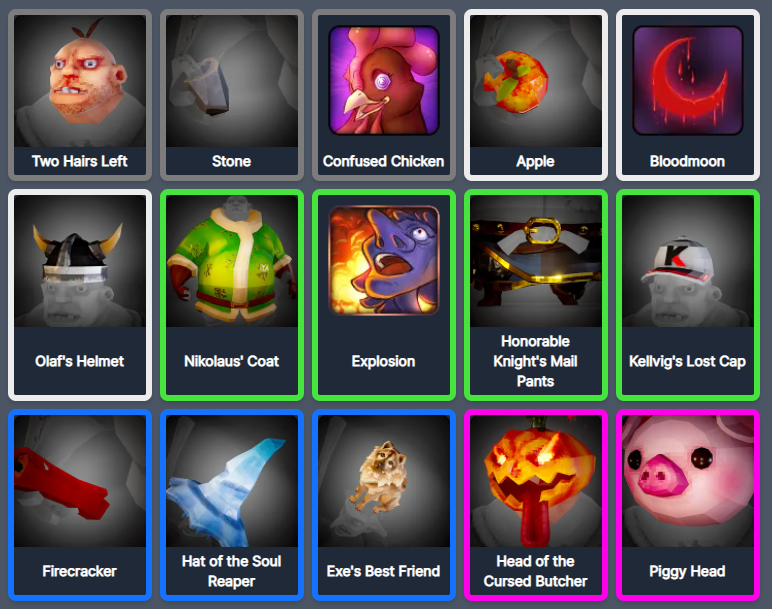 Two Hairs Left
Stone
Confused Chicken
Apple
Bloodmoon
Olaf's Helmet
Nikolaus' Coat
Explosion
Honorable
Knight's Mail
Pants
K
Kellvig's Lost Cap
Firecracker
Hat of the Soul
Reaper
Exe's Best Friend
Head of the
Cursed Butcher
Piggy Head